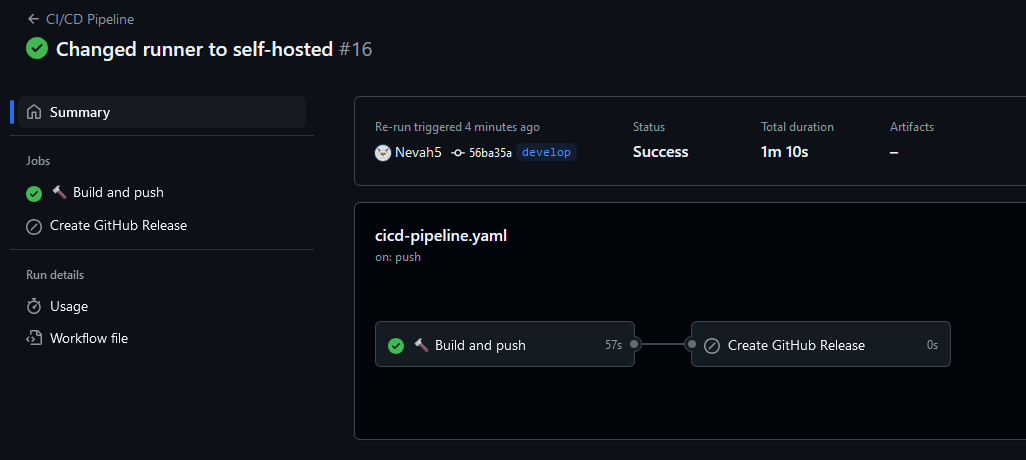 CI/CD Pipeline
Changed runner to self-hosted #16
Summary
Jobs
Build and push
Create GitHub Release
Run details
Usage
Workflow file
Re-run triggered 4 minutes ago
Nevah5 56ba35a develop
Status
Success
Total duration
1m 10s
Artifacts
–
cicd-pipeline.yaml
on: push
Build and push 57s
Create GitHub Release 0s